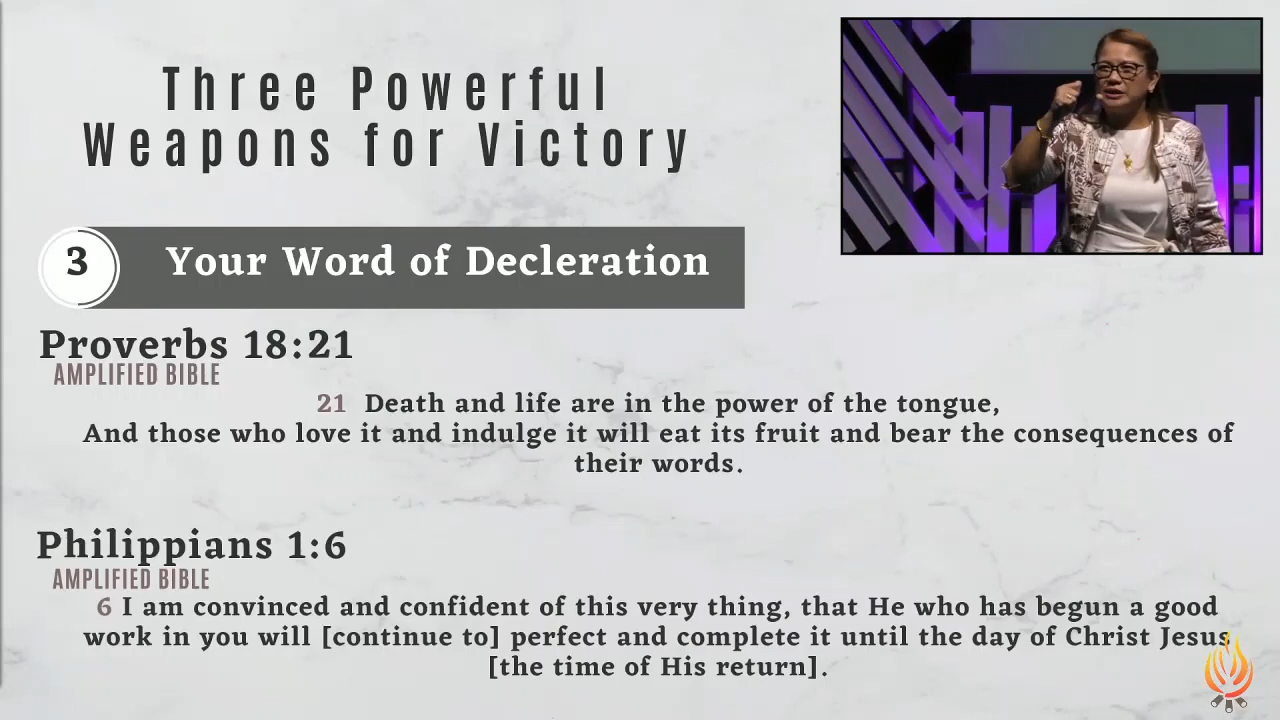 Three Powerful
Weapons for Victory
3 Your Word of Decleration
Proverbs 18:21
AMPLIFIED BIBLE
21 Death and life are in the power of the tongue,
And those who love it and indulge it will eat its fruit and bear the consequences of
their words.
Philippians 1:6
AMPLIFIED BIBLE
6 I am convinced and confident of this very thing, that He who has begun a good
work in you will [continue to] perfect and complete it until the day of Christ Jesus
[the time of His return].